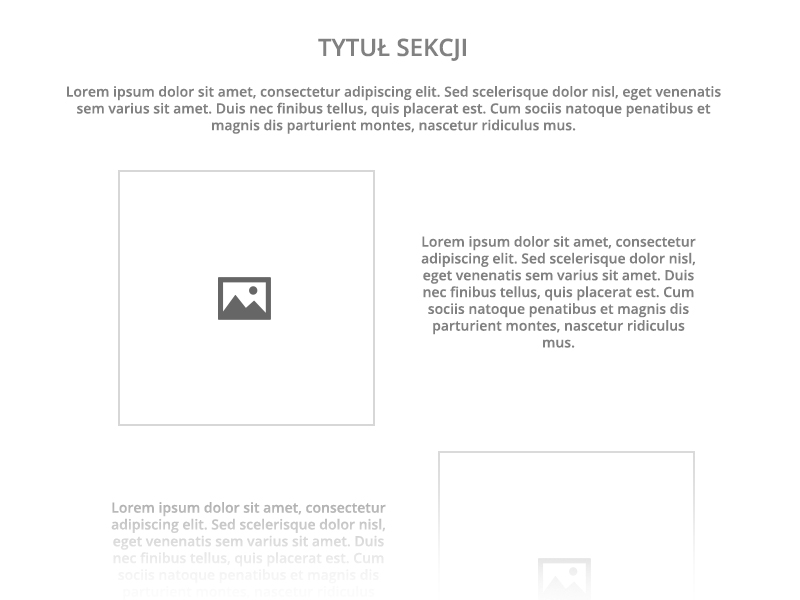 TYTUŁ SEKCJI
Lorem ipsum dolor sit amet, consectetur adipiscing elit. Sed scelerisque dolor nisl, eget venenatis
sem varius sit amet. Duis nec finibus tellus, quis placerat est. Cum sociis natoque penatibus et
magnis dis parturient montes, nascetur ridiculus mus.
Lorem ipsum dolor sit amet, consectetur
adipiscing elit. Sed scelerisque dolor nisl,
eget venenatis sem varius sit amet. Duis
nec finibus tellus, quis placerat est. Cum
sociis natoque penatibus et magnis dis
parturient montes, nascetur ridiculus
mus.
Lorem ipsum dolor sit amet, consectetur
adipiscing elit. Sed scelerisque dolor nisl,
eget venenatis sem varius sit amet. Duis
nec finibus tellus, quis placerat est. Cum
sociis natoque penatibus et magnis dis
parturient montes, nascetur ridiculus